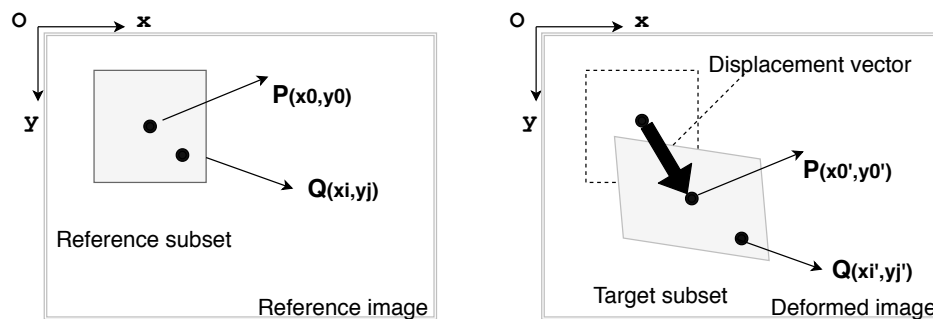 O x
y
P(x0,y0)
Q(xi,yj)
Reference subset
Reference image
O x
y
Displacement vector
P(x0',y0')
Q(xi',yj')
Target subset
Deformed image